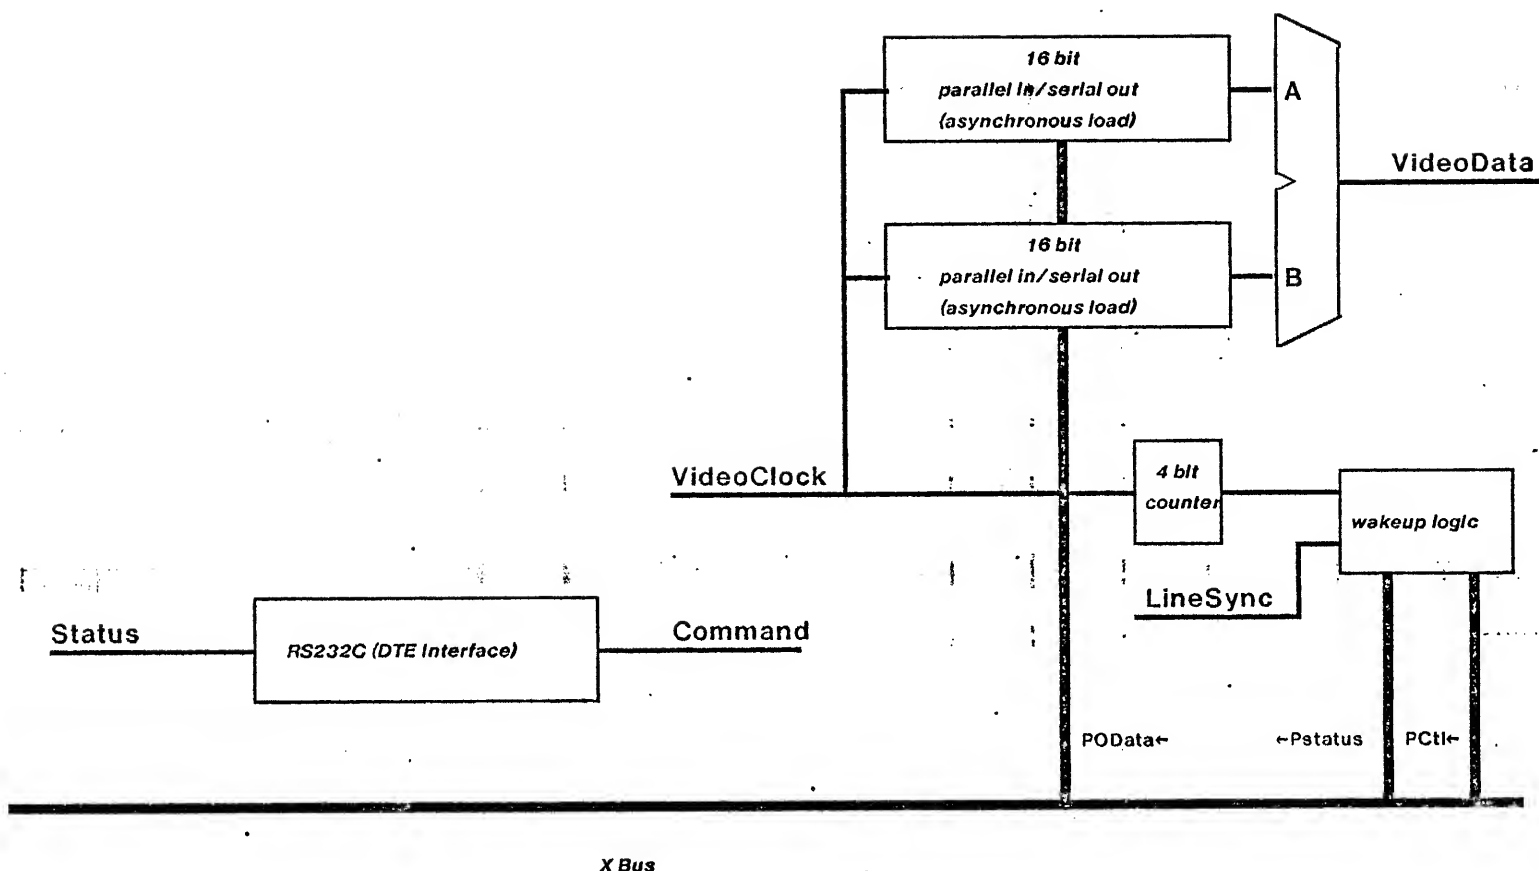 16 bit
parallel in/serial out
(asynchronous load)
A
VideoData
16 bit
parallel in/serial out
(asynchronous load)
B
VideoClock
4 bit
counter
wakeup logic
LineSync
Status
RS232C (DTE Interface)
Command
POData←
←Pstatus
PCtl←
X Bus